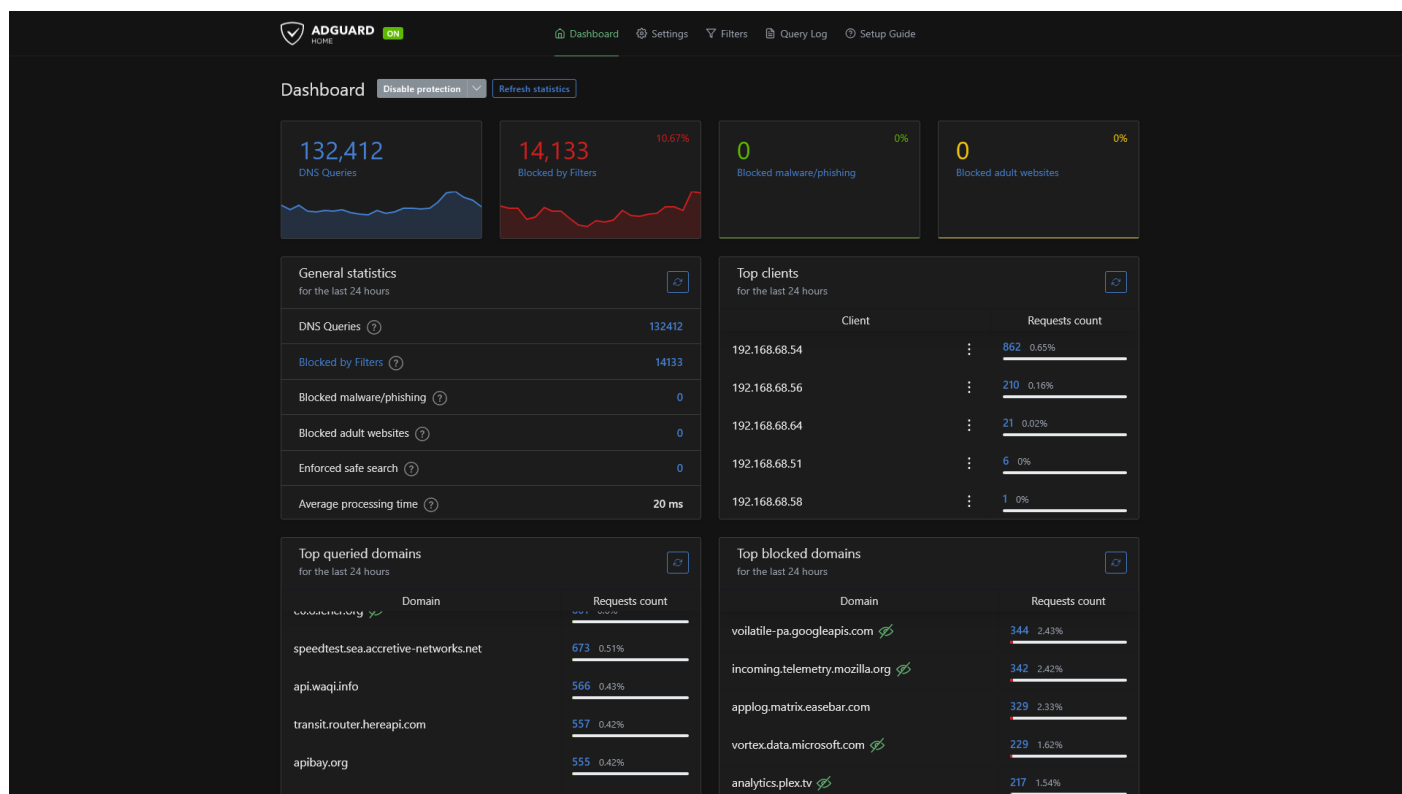 ADGUARD ON
HOME
Dashboard Settings Filters Query Log Setup Guide
Dashboard Disable protection Refresh statistics
132,412
DNS Queries
14,133 10.67%
Blocked by Filters
0 0%
Blocked malware/phishing
0 0%
Blocked adult websites
General statistics
for the last 24 hours
DNS Queries ? 132412
Blocked by Filters ? 14133
Blocked malware/phishing ? 0
Blocked adult websites ? 0
Enforced safe search ? 0
Average processing time ? 20 ms
Top clients
for the last 24 hours
Client Requests count
192.168.68.54 862 0.65%
192.168.68.56 210 0.16%
192.168.68.64 21 0.02%
192.168.68.51 6 0%
192.168.68.58 1 0%
Top queried domains
for the last 24 hours
Domain Requests count
speedtest.sea.accretive-networks.net 673 0.51%
api.waqi.info 566 0.43%
transit.router.hereapi.com 557 0.42%
apibay.org 555 0.42%
Top blocked domains
for the last 24 hours
Domain Requests count
voilatile-pa.googleapis.com 344 2.43%
incoming.telemetry.mozilla.org 342 2.42%
applog.matrix.easebar.com 329 2.33%
vortex.data.microsoft.com 229 1.62%
analytics.plex.tv 217 1.54%